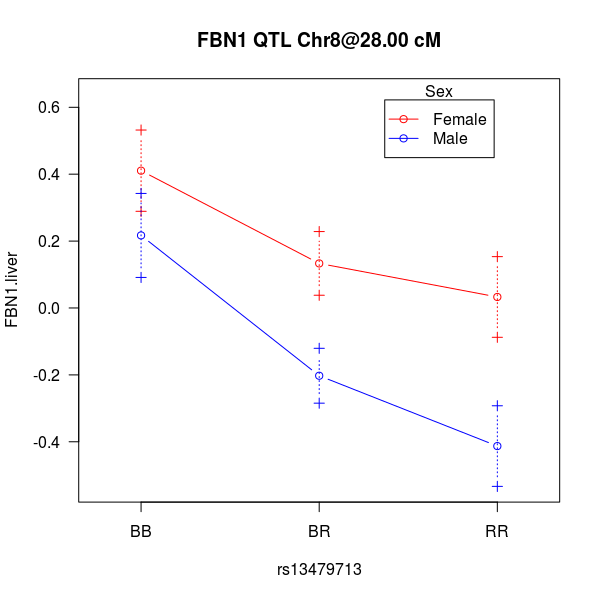 FBN1 QTL Chr8@28.00 cM
Sex
Female
Male
0.6
0.4
0.2
0.0
-0.2
-0.4
FBN1.liver
BB BR RR
rs13479713